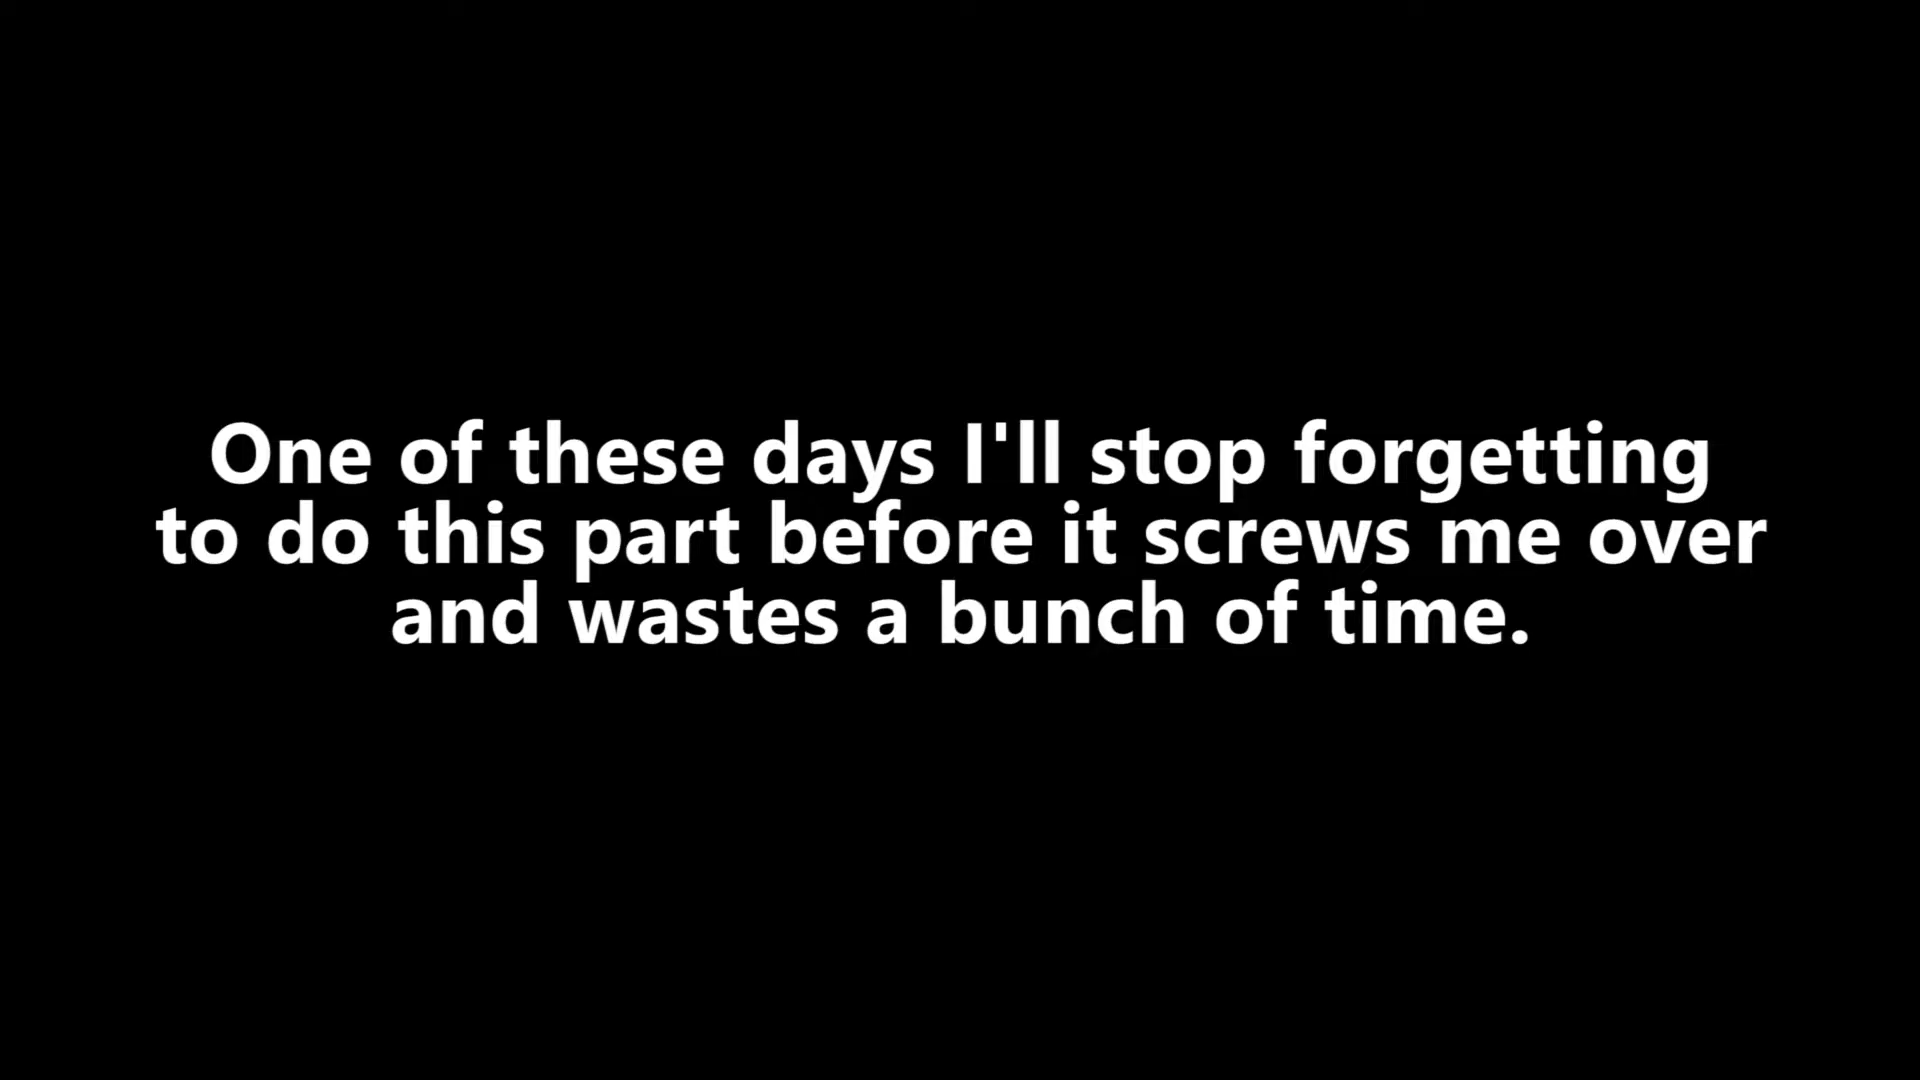 One of these days I'll stop forgetting
to do this part before it screws me over
and wastes a bunch of time.